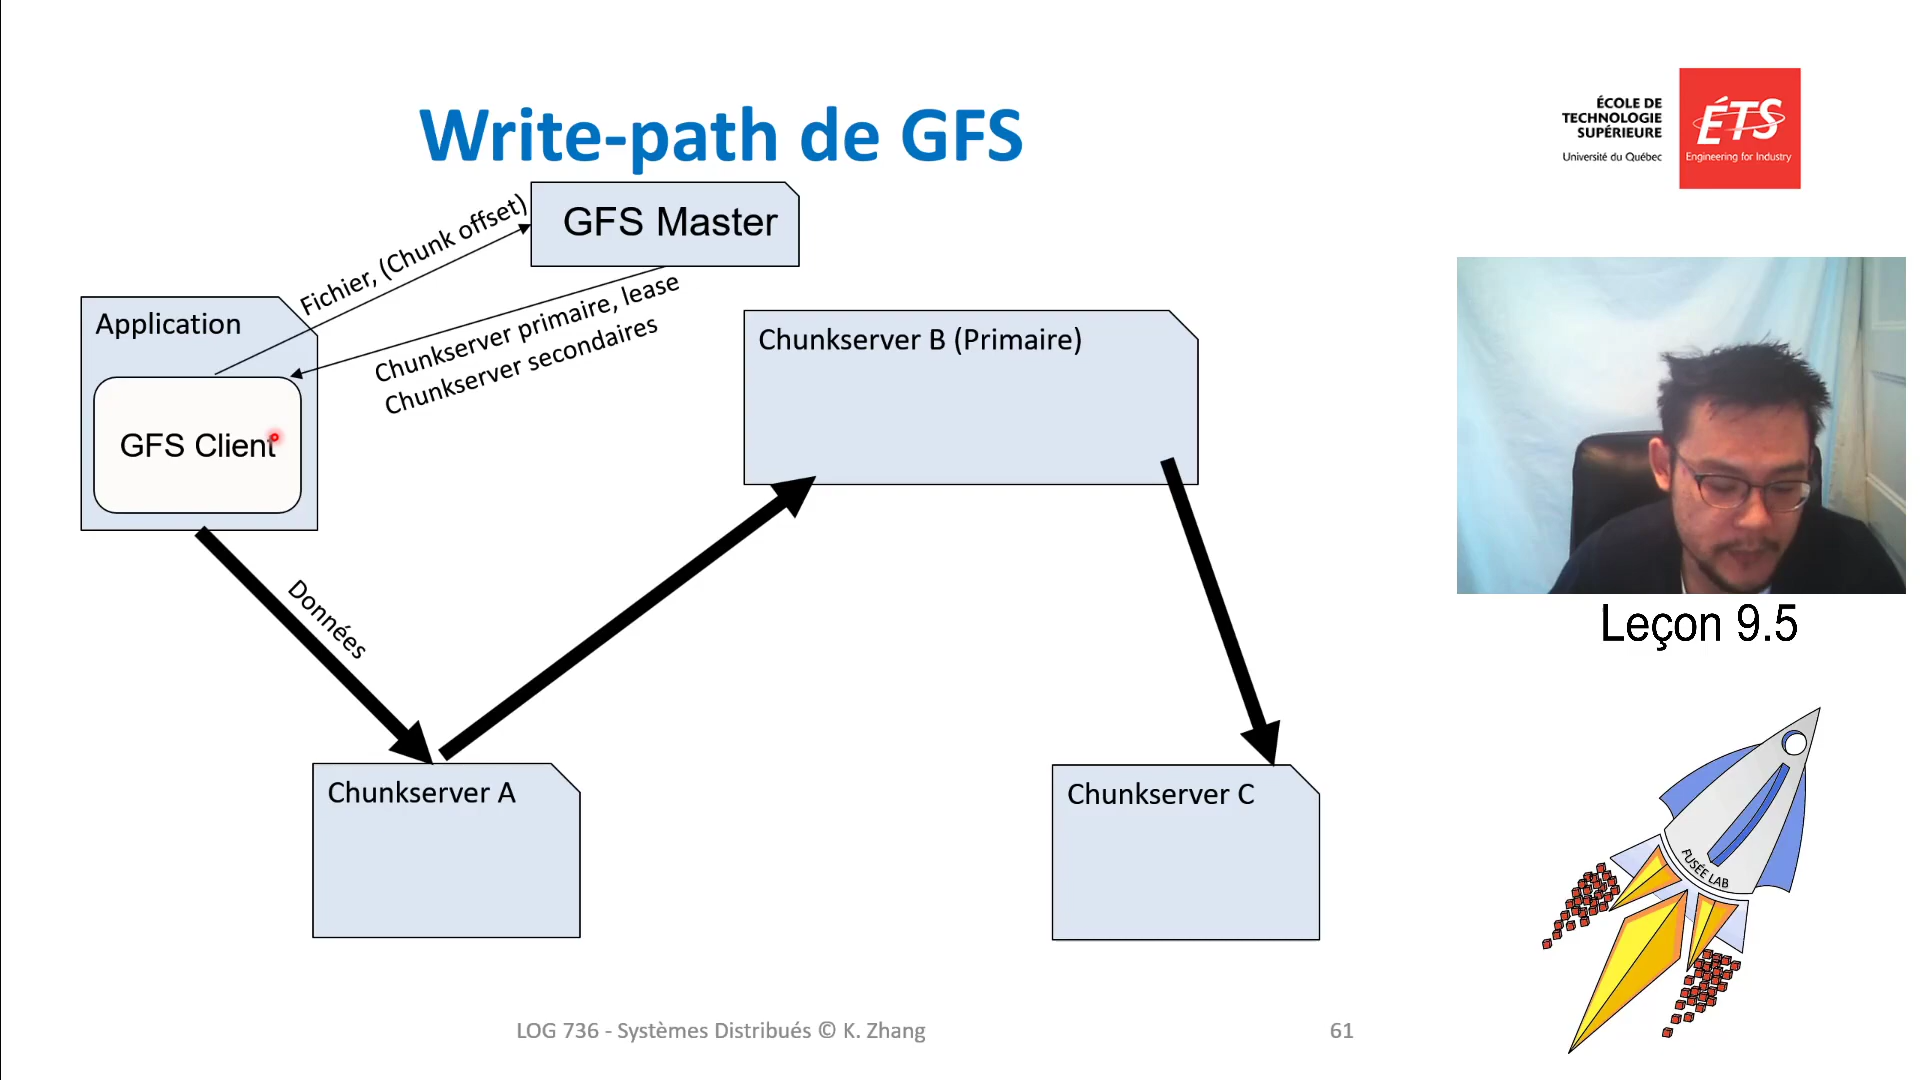 Write-path de GFS
ÉCOLE DE
TECHNOLOGIE
SUPÉRIEURE
Université du Québec
ÉTS
Engineering for Industry
GFS Master
Fichier, (Chunk offset)
Chunkserver primaire, lease
Chunkserver secondaires
Application
GFS Client
Chunkserver B (Primaire)
Données
Chunkserver A
Chunkserver C
Leçon 9.5
FUSÉE LAB
LOG 736 - Systèmes Distribués © K. Zhang
61